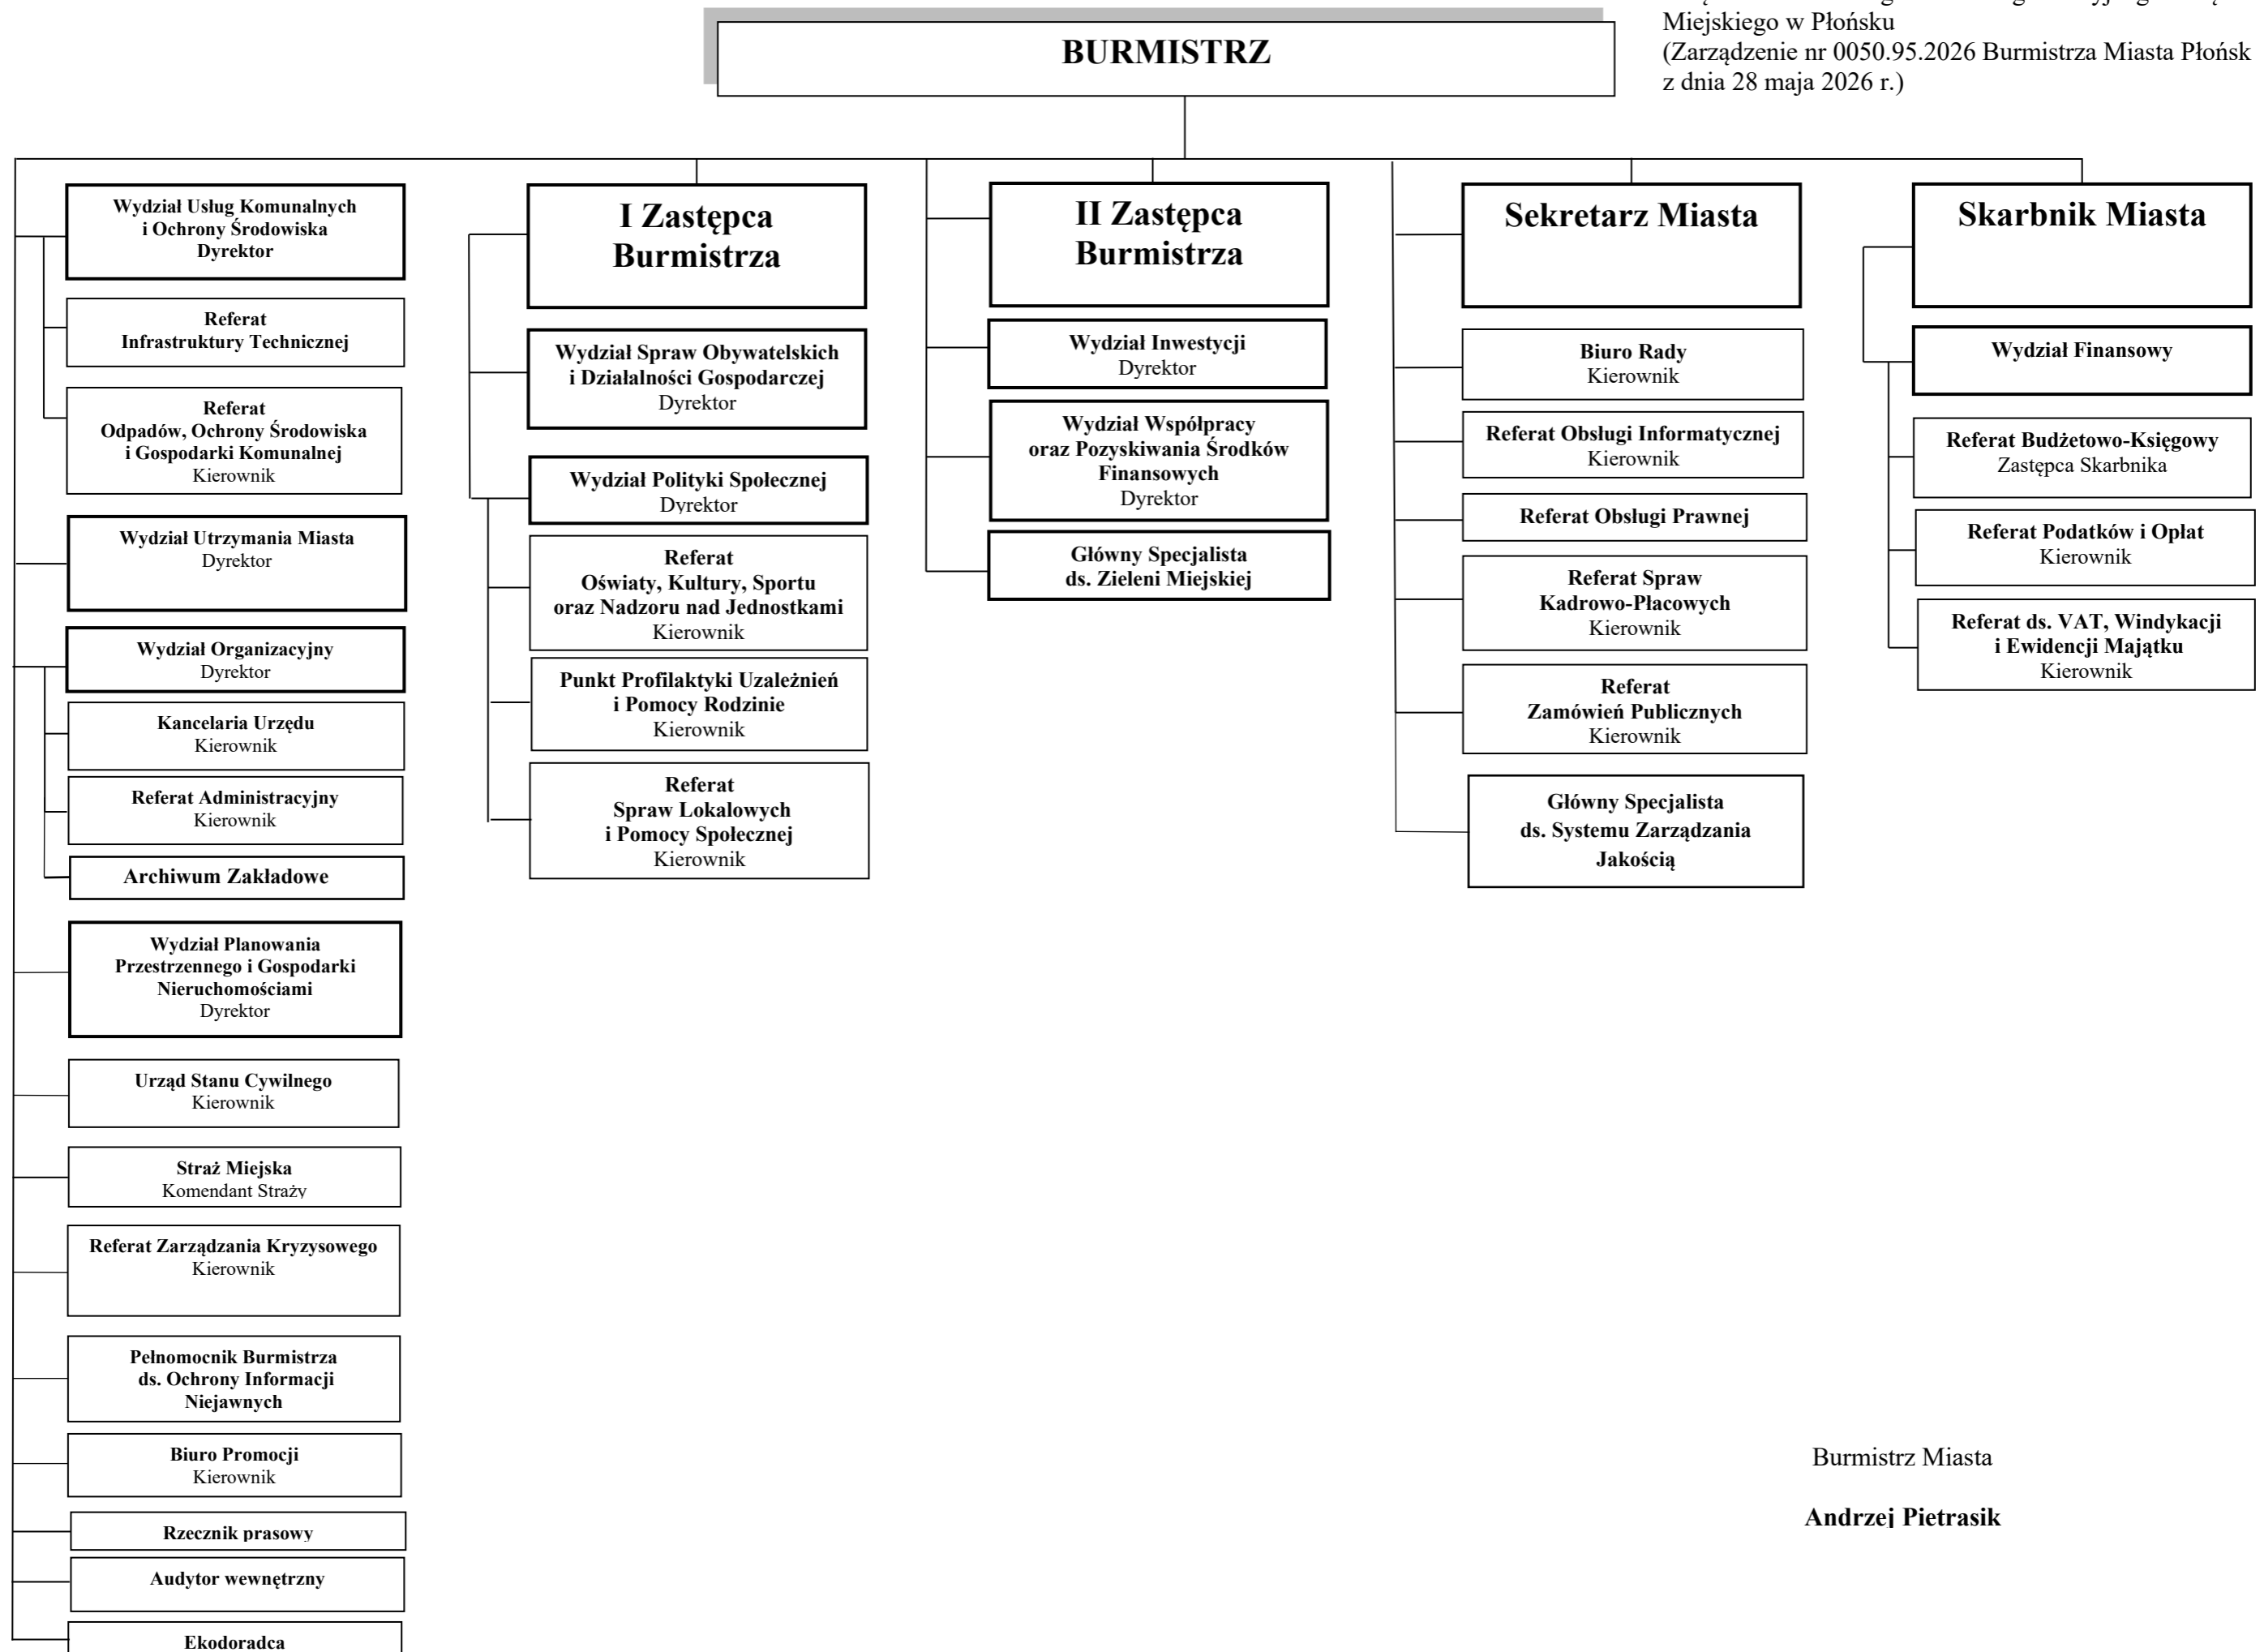 Miejskiego w Płońsku
(Zarządzenie nr 0050.95.2026 Burmistrza Miasta Płońsk
z dnia 28 maja 2026 r.)
BURMISTRZ
Wydział Usług Komunalnych
i Ochrony Środowiska
Dyrektor
Referat
Infrastruktury Technicznej
Referat
Odpadów, Ochrony Środowiska
i Gospodarki Komunalnej
Kierownik
Wydział Utrzymania Miasta
Dyrektor
Wydział Organizacyjny
Dyrektor
Kancelaria Urzędu
Kierownik
Referat Administracyjny
Kierownik
Archiwum Zakładowe
Wydział Planowania
Przestrzennego i Gospodarki
Nieruchomościami
Dyrektor
Urząd Stanu Cywilnego
Kierownik
Straż Miejska
Komendant Straży
Referat Zarządzania Kryzysowego
Kierownik
Pełnomocnik Burmistrza
ds. Ochrony Informacji
Niejawnych
Biuro Promocji
Kierownik
Rzecznik prasowy
Audytor wewnętrzny
Ekodoradca
I Zastępca
Burmistrza
Wydział Spraw Obywatelskich
i Działalności Gospodarczej
Dyrektor
Wydział Polityki Społecznej
Dyrektor
Referat
Oświaty, Kultury, Sportu
oraz Nadzoru nad Jednostkami
Kierownik
Punkt Profilaktyki Uzależnień
i Pomocy Rodzinie
Kierownik
Referat
Spraw Lokalowych
i Pomocy Społecznej
Kierownik
II Zastępca
Burmistrza
Wydział Inwestycji
Dyrektor
Wydział Współpracy
oraz Pozyskiwania Środków
Finansowych
Dyrektor
Główny Specjalista
ds. Zieleni Miejskiej
Sekretarz Miasta
Biuro Rady
Kierownik
Referat Obsługi Informatycznej
Kierownik
Referat Obsługi Prawnej
Referat Spraw
Kadrowo-Płacowych
Kierownik
Referat
Zamówień Publicznych
Kierownik
Główny Specjalista
ds. Systemu Zarządzania
Jakością
Skarbnik Miasta
Wydział Finansowy
Referat Budżetowo-Księgowy
Zastępca Skarbnika
Referat Podatków i Opłat
Kierownik
Referat ds. VAT, Windykacji
i Ewidencji Majątku
Kierownik
Burmistrz Miasta
Andrzej Pietrasik